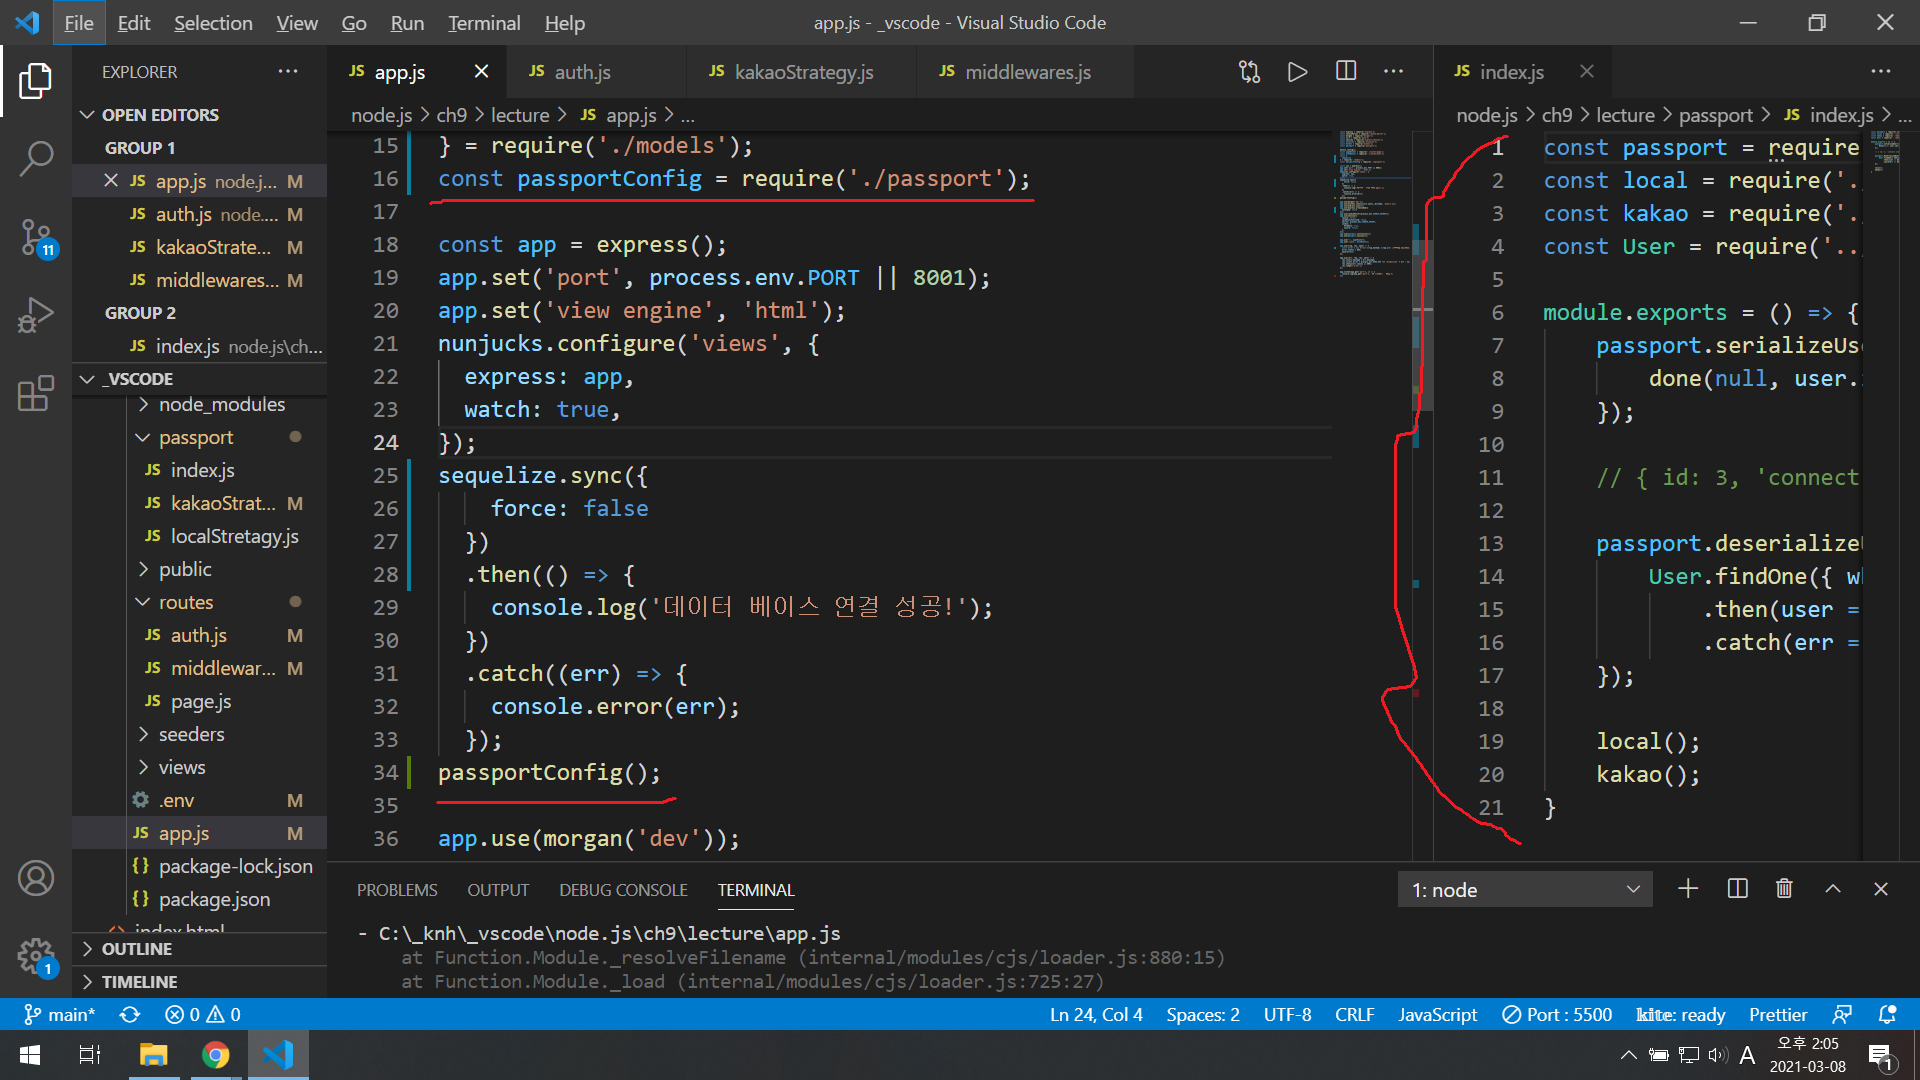 File Edit Selection View Go Run Terminal Help
app.js - _vscode - Visual Studio Code
EXPLORER
OPEN EDITORS
GROUP 1
JS app.js node.j... M
JS auth.js node.... M
JS kakaoStrate... M
JS middlewares... M
GROUP 2
JS index.js node.js\ch...
_VSCODE
node_modules
passport
JS index.js
JS kakaoStrat... M
JS localStretagy.js
public
routes
JS auth.js M
JS middlewar... M
JS page.js
seeders
views
.env M
JS app.js M
{} package-lock.json
{} package.json
<> index.html
OUTLINE
TIMELINE
11
1
JS app.js
JS auth.js
JS kakaoStrategy.js
JS middlewares.js
node.js > ch9 > lecture > JS app.js > ...
15 } = require('./models');
16 const passportConfig = require('./passport');
17
18 const app = express();
19 app.set('port', process.env.PORT || 8001);
20 app.set('view engine', 'html');
21 nunjucks.configure('views', {
22 express: app,
23 watch: true,
24 });
25 sequelize.sync({
26 force: false
27 })
28 .then(() => {
29 console.log('데이터 베이스 연결 성공!');
30 })
31 .catch((err) => {
32 console.error(err);
33 });
34 passportConfig();
35
36 app.use(morgan('dev'));
JS index.js
node.js > ch9 > lecture > passport > JS index.js > ...
1 const passport = require
2 const local = require('.
3 const kakao = require('.
4 const User = require('..
5
6 module.exports = () => {
7 passport.serializeUs
8 done(null, user.
9 });
10
11 // { id: 3, 'connect
12
13 passport.deserialize
14 User.findOne({ w
15 .then(user =
16 .catch(err =
17 });
18
19 local();
20 kakao();
21 }
PROBLEMS OUTPUT DEBUG CONSOLE TERMINAL
1: node
- C:\_knh\_vscode\node.js\ch9\lecture\app.js
at Function.Module._resolveFilename (internal/modules/cjs/loader.js:880:15)
at Function.Module._load (internal/modules/cjs/loader.js:725:27)
main* 0 0
Ln 24, Col 4 Spaces: 2 UTF-8 CRLF JavaScript Port : 5500 kite: ready Prettier
A
오후 2:05
2021-03-08
1